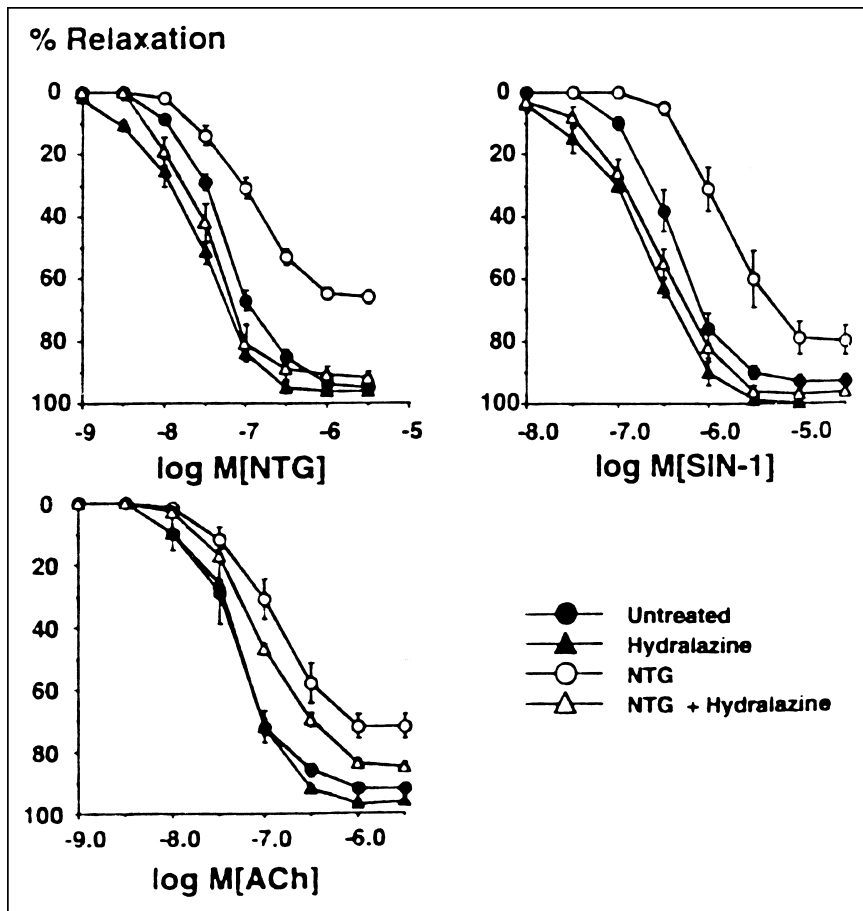 % Relaxation
0
20
40
60
80
100
-9 -8 -7 -6 -5
log M[NTG]
0
20
40
60
80
100
-8.0 -7.0 -6.0 -5.0
log M[SIN-1]
0
20
40
60
80
100
-9.0 -8.0 -7.0 -6.0
log M[ACh]
Untreated
Hydralazine
NTG
NTG + Hydralazine